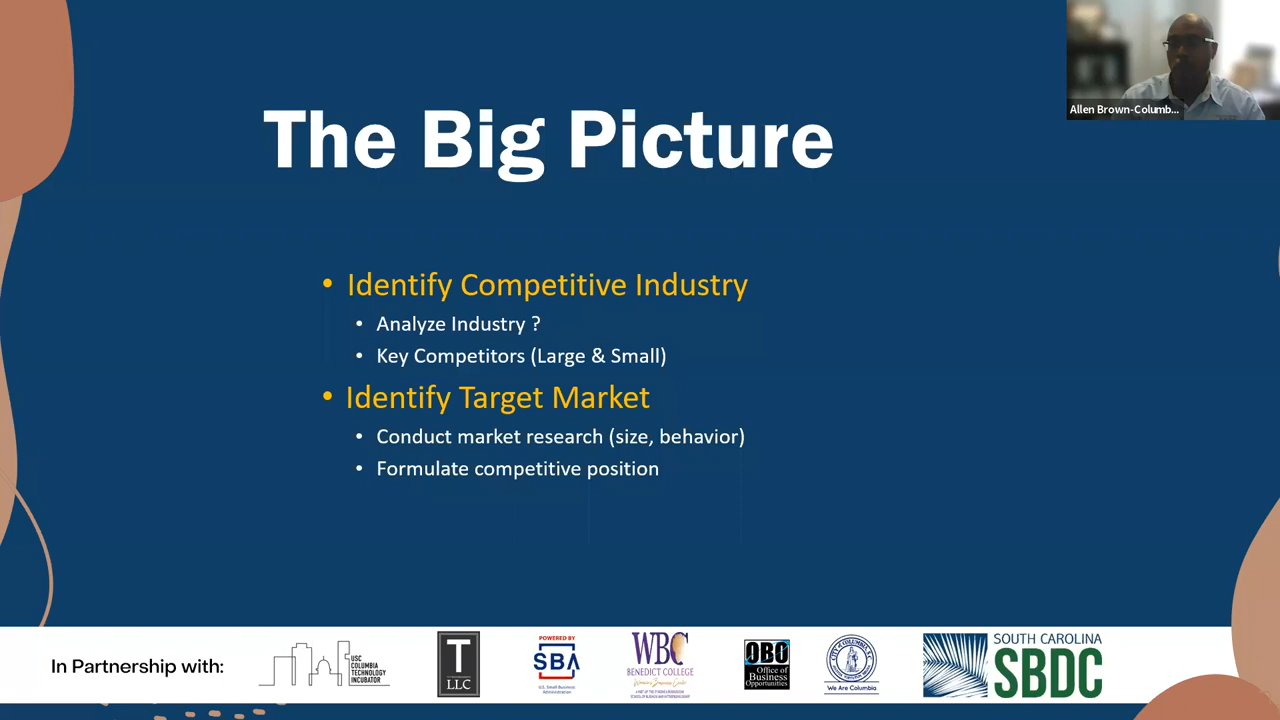 The Big Picture
Allen Brown-Columb...
• Identify Competitive Industry
• Analyze Industry ?
• Key Competitors (Large & Small)
• Identify Target Market
• Conduct market research (size, behavior)
• Formulate competitive position
In Partnership with:
USC
COLUMBIA
TECHNOLOGY
INCUBATOR
T
LLC
POWERED BY
SBA
U.S. Small Business
Administration
WBC
BENEDICT COLLEGE
Women's Business Center
OBO
Office of
Business
Opportunities
We Are Columbia
SOUTH CAROLINA
SBDC